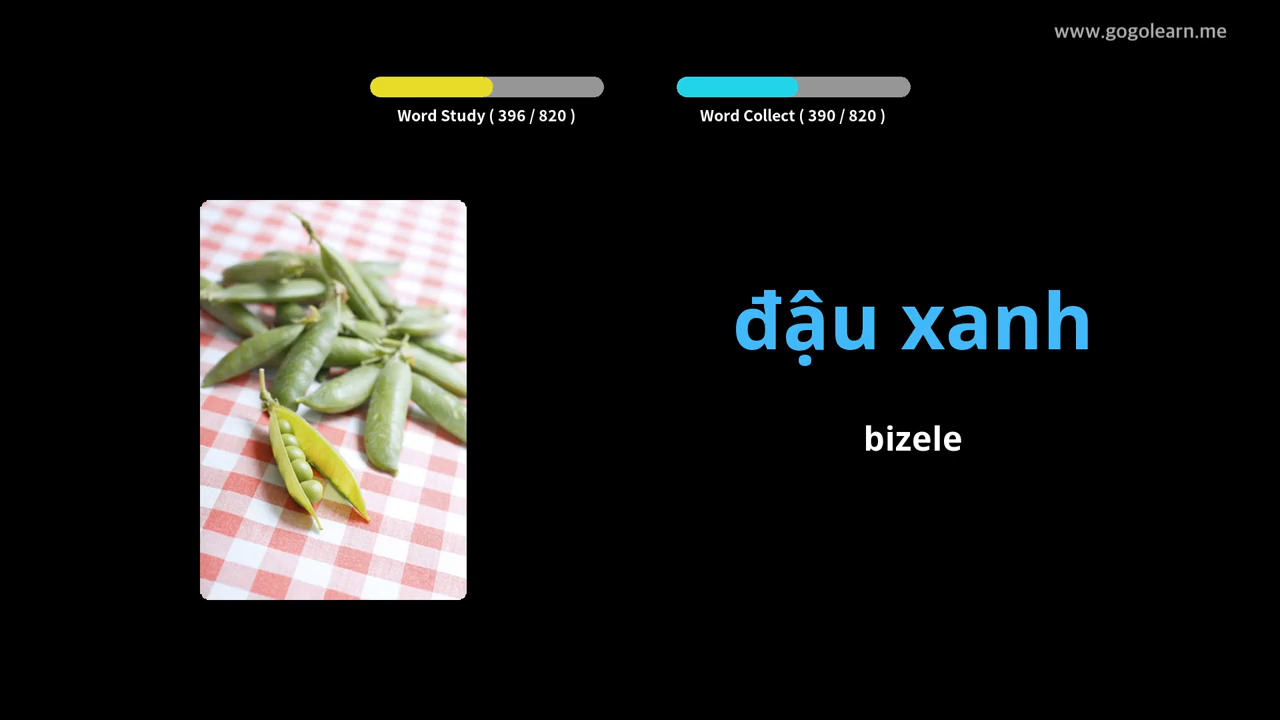 www.gogolearn.me
Word Study ( 396 / 820 )
Word Collect ( 390 / 820 )
đậu xanh
bizele